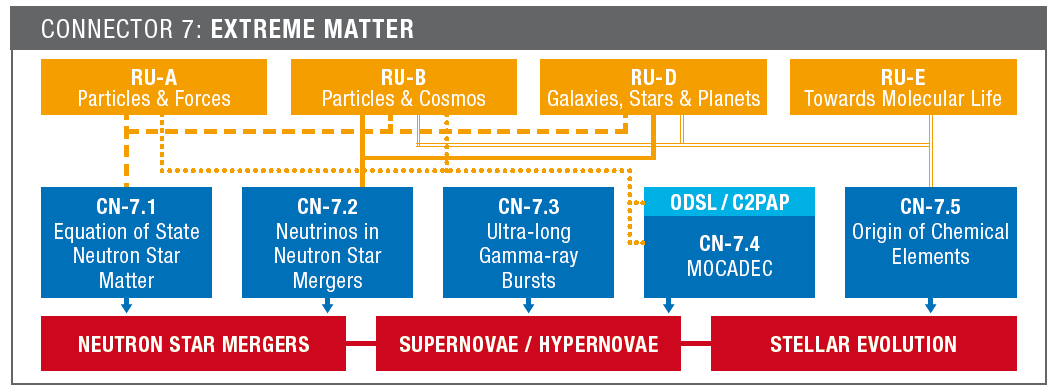 CONNECTOR 7: EXTREME MATTER
RU-A
Particles & Forces
RU-B
Particles & Cosmos
RU-D
Galaxies, Stars & Planets
RU-E
Towards Molecular Life
CN-7.1
Equation of State
Neutron Star
Matter
CN-7.2
Neutrinos in
Neutron Star
Mergers
CN-7.3
Ultra-long
Gamma-ray
Bursts
ODSL / C2PAP
CN-7.4
MOCADEC
CN-7.5
Origin of Chemical
Elements
NEUTRON STAR MERGERS
SUPERNOVAE / HYPERNOVAE
STELLAR EVOLUTION